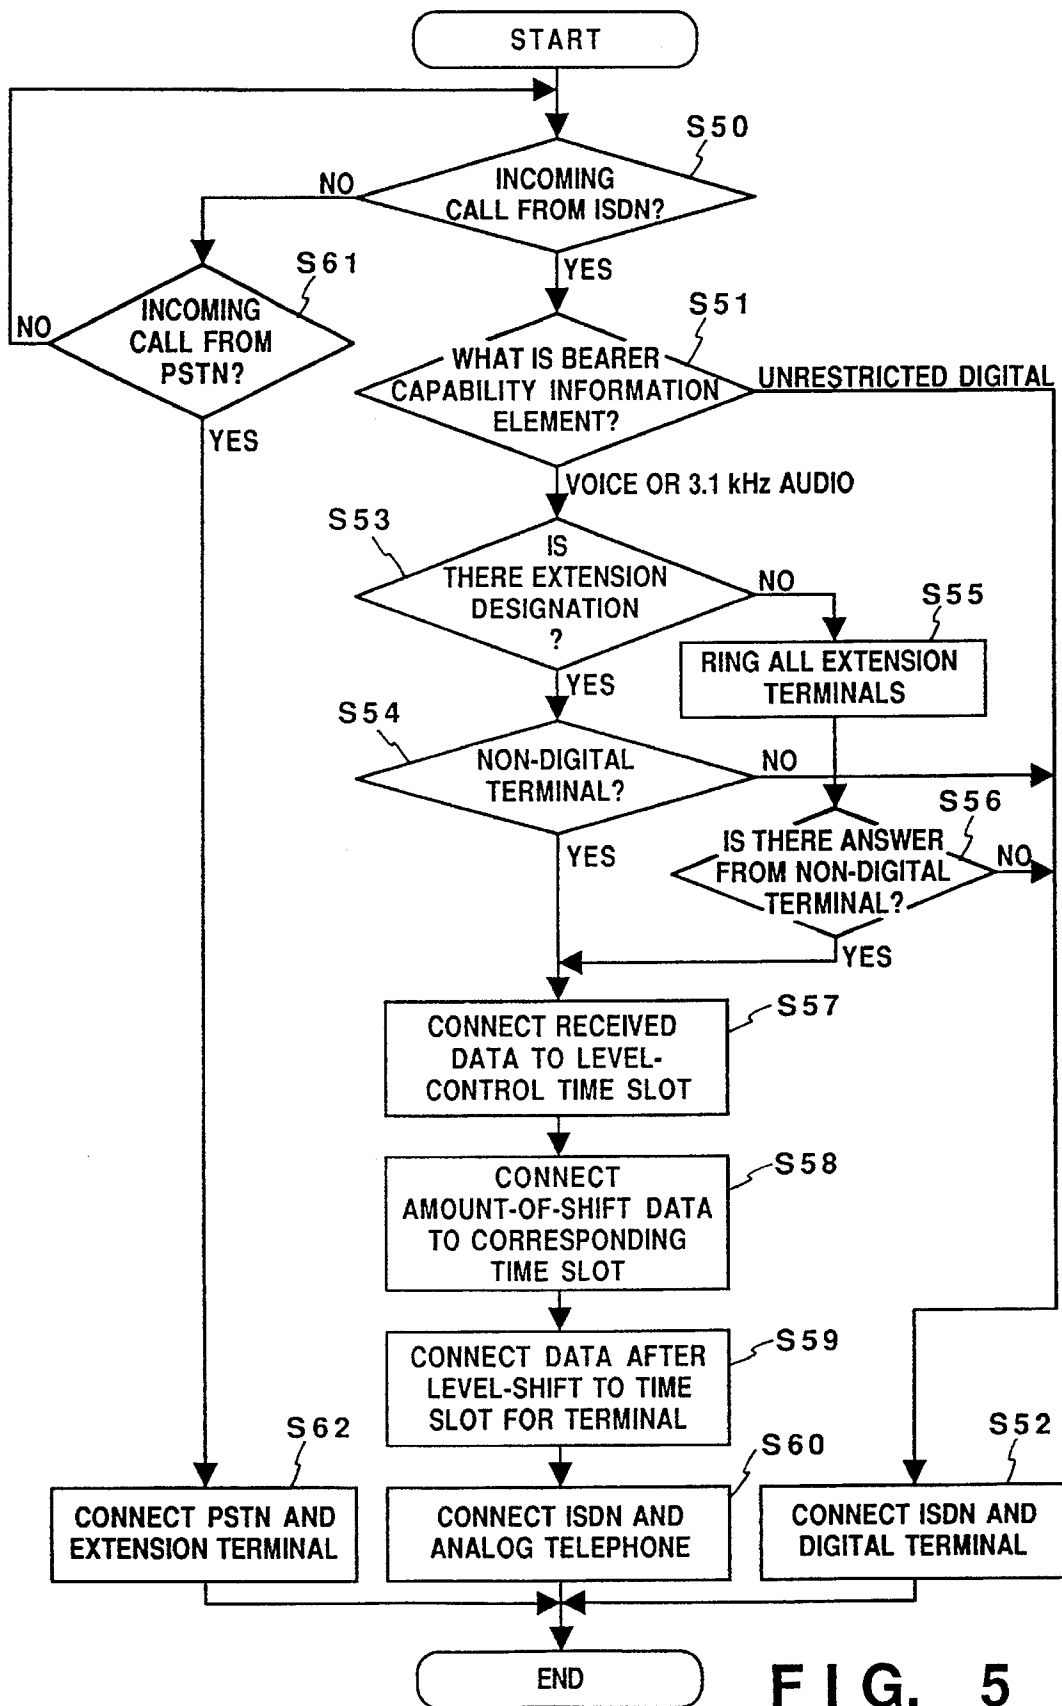 START
S50
INCOMING
CALL FROM ISDN?
NO
YES
S61
INCOMING
CALL FROM
PSTN?
NO
YES
S51
WHAT IS BEARER
CAPABILITY INFORMATION
ELEMENT?
UNRESTRICTED DIGITAL
VOICE OR 3.1 kHz AUDIO
S53
IS
THERE EXTENSION
DESIGNATION
?
NO
YES
S55
RING ALL EXTENSION
TERMINALS
S54
NON-DIGITAL
TERMINAL?
NO
YES
S56
IS THERE ANSWER
FROM NON-DIGITAL
TERMINAL?
NO
YES
S57
CONNECT RECEIVED
DATA TO LEVEL-
CONTROL TIME SLOT
S58
CONNECT
AMOUNT-OF-SHIFT DATA
TO CORRESPONDING
TIME SLOT
S59
CONNECT DATA AFTER
LEVEL-SHIFT TO TIME
SLOT FOR TERMINAL
S62
CONNECT PSTN AND
EXTENSION TERMINAL
S60
CONNECT ISDN AND
ANALOG TELEPHONE
S52
CONNECT ISDN AND
DIGITAL TERMINAL
END
FIG. 5